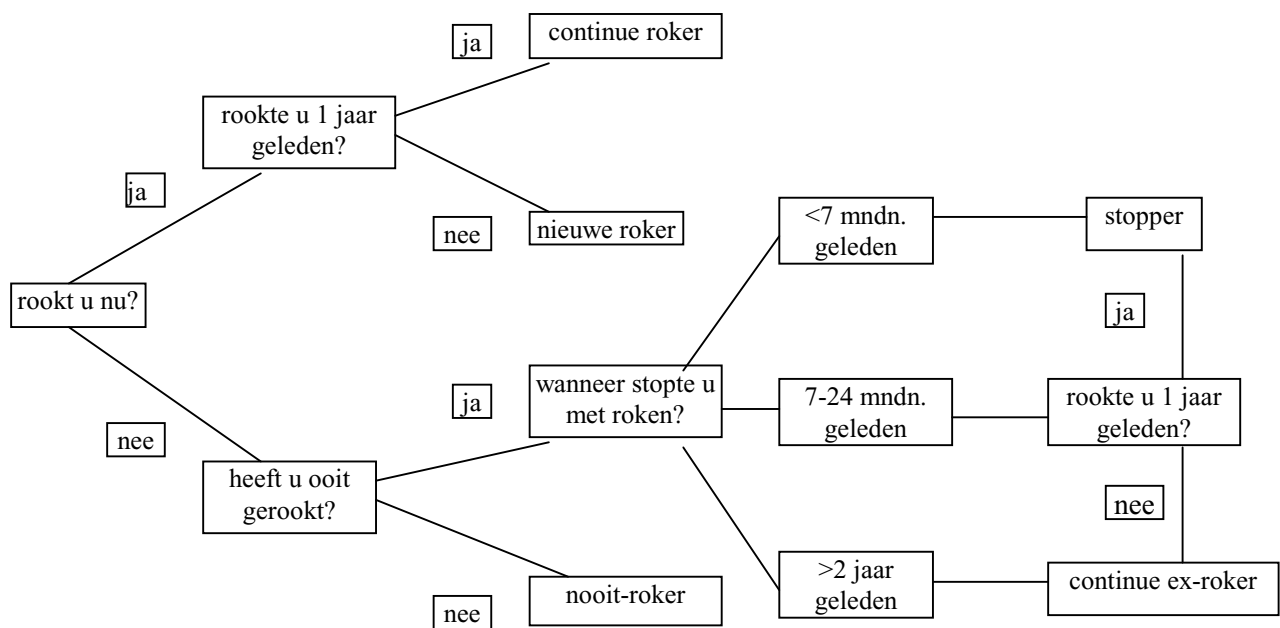 ja
continue roker
rookte u 1 jaar
geleden?
ja
nee
nieuwe roker
<7 mndn.
geleden
stopper
rookt u nu?
ja
wanneer stopte u
met roken?
ja
7-24 mndn.
geleden
rookte u 1 jaar
geleden?
nee
heeft u ooit
gerookt?
nee
>2 jaar
geleden
continue ex-roker
nooit-roker
nee